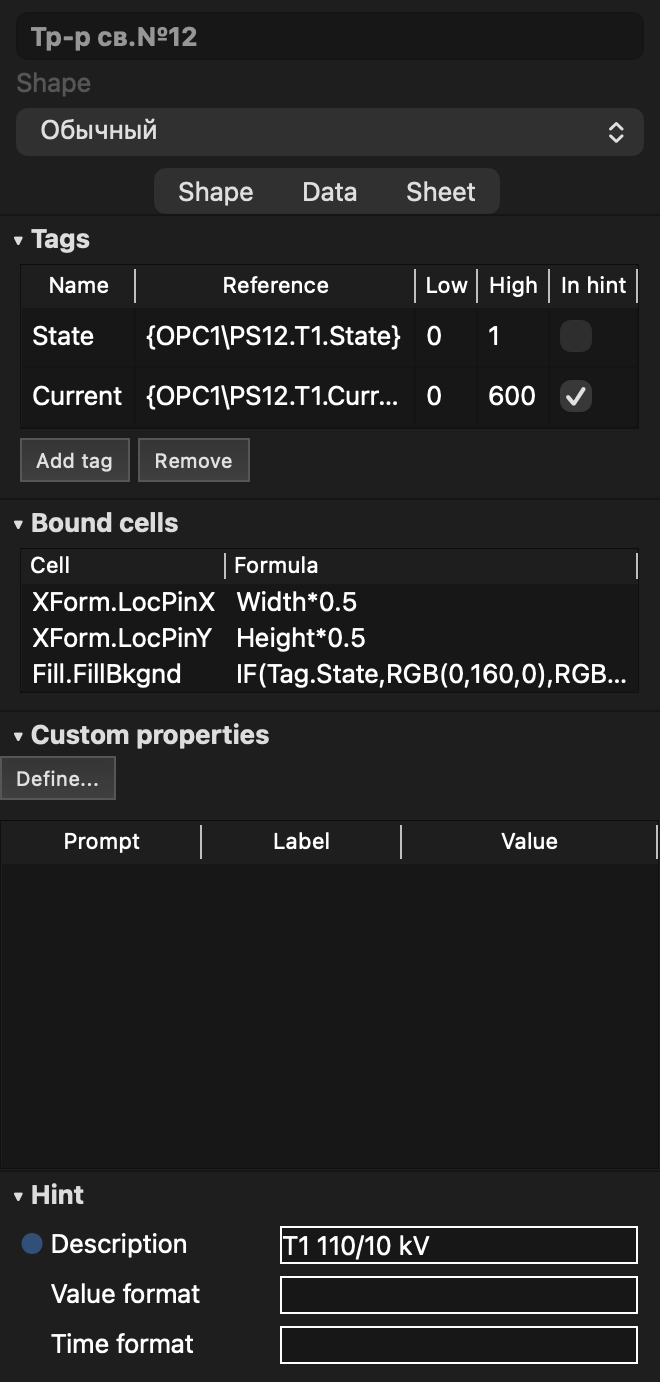 Тр-р св.№12
Shape
Обычный
Shape Data Sheet
Tags
Name Reference Low High In hint
State {OPC1\PS12.T1.State} 0 1
Current {OPC1\PS12.T1.Curr... 0 600
Add tag Remove
Bound cells
Cell Formula
XForm.LocPinX Width*0.5
XForm.LocPinY Height*0.5
Fill.FillBkgnd IF(Tag.State,RGB(0,160,0),RGB...
Custom properties
Define...
Prompt Label Value
Hint
Description T1 110/10 kV
Value format
Time format